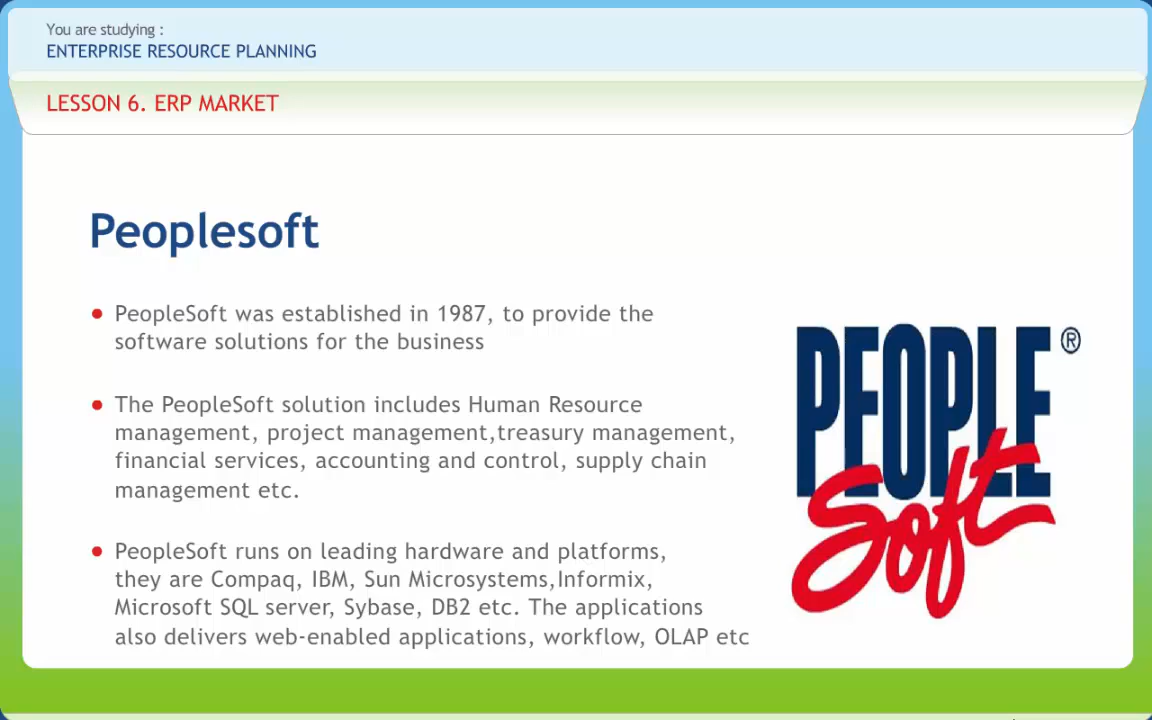 You are studying :
ENTERPRISE RESOURCE PLANNING
LESSON 6. ERP MARKET
Peoplesoft
• PeopleSoft was established in 1987, to provide the
software solutions for the business
• The PeopleSoft solution includes Human Resource
management, project management,treasury management,
financial services, accounting and control, supply chain
management etc.
• PeopleSoft runs on leading hardware and platforms,
they are Compaq, IBM, Sun Microsystems,Informix,
Microsoft SQL server, Sybase, DB2 etc. The applications
also delivers web-enabled applications, workflow, OLAP etc
PEOPLE ®
Soft